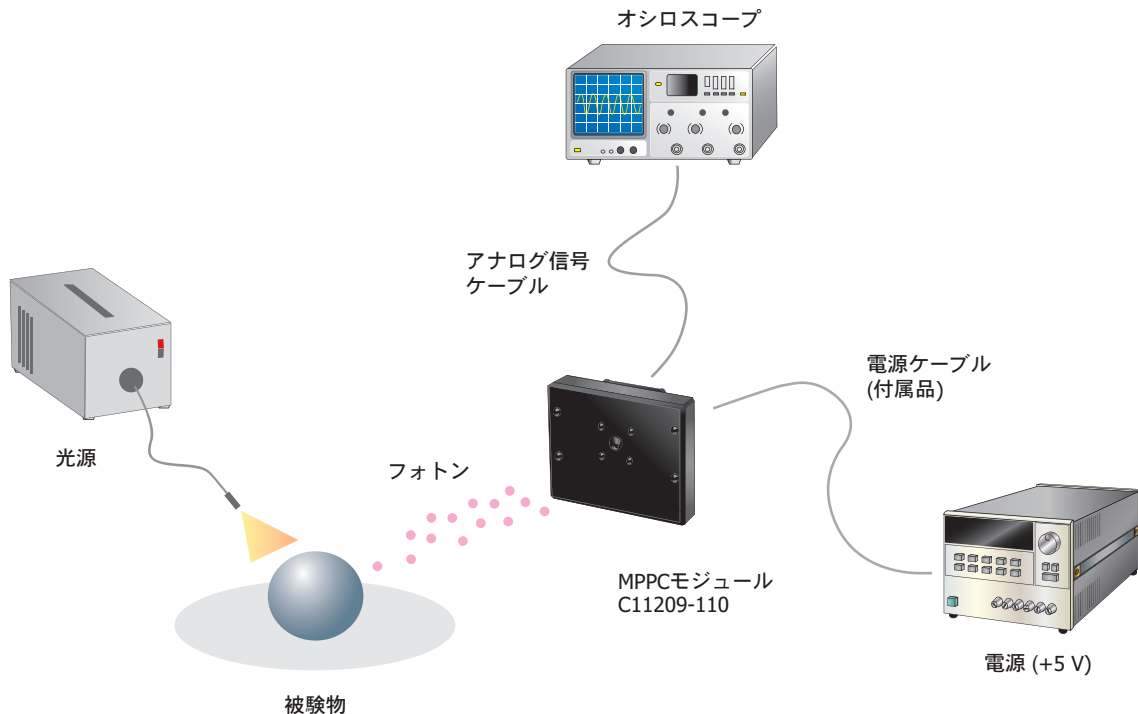 オシロスコープ
アナログ信号
ケーブル
電源ケーブル
(付属品)
光源
フォトン
MPPCモジュール
C11209-110
電源 (+5 V)
被験物